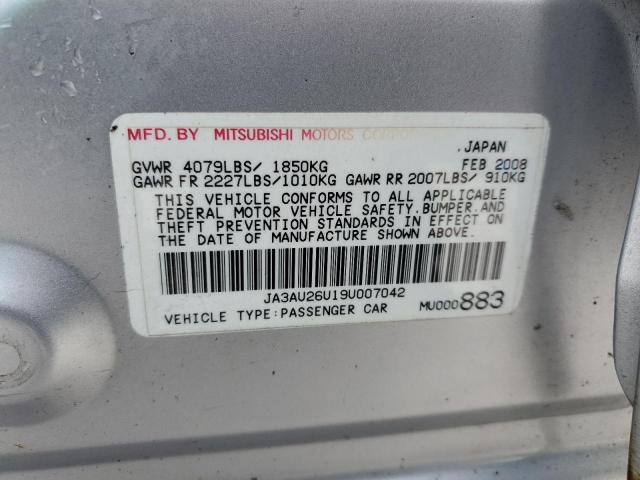 MFD. BY MITSUBISHI MOTORS CORPO
, JAPAN
GVWR 4079LBS/ 1850KG FEB 2008
GAWR FR 2227LBS/1010KG GAWR RR 2007LBS/ 910KG
THIS VEHICLE CONFORMS TO ALL APPLICABLE
FEDERAL MOTOR VEHICLE SAFETY, BUMPER, AND
THEFT PREVENTION STANDARDS IN EFFECT ON
THE DATE OF MANUFACTURE SHOWN ABOVE.
JA3AU26U19U007042
VEHICLE TYPE:PASSENGER CAR MU000883